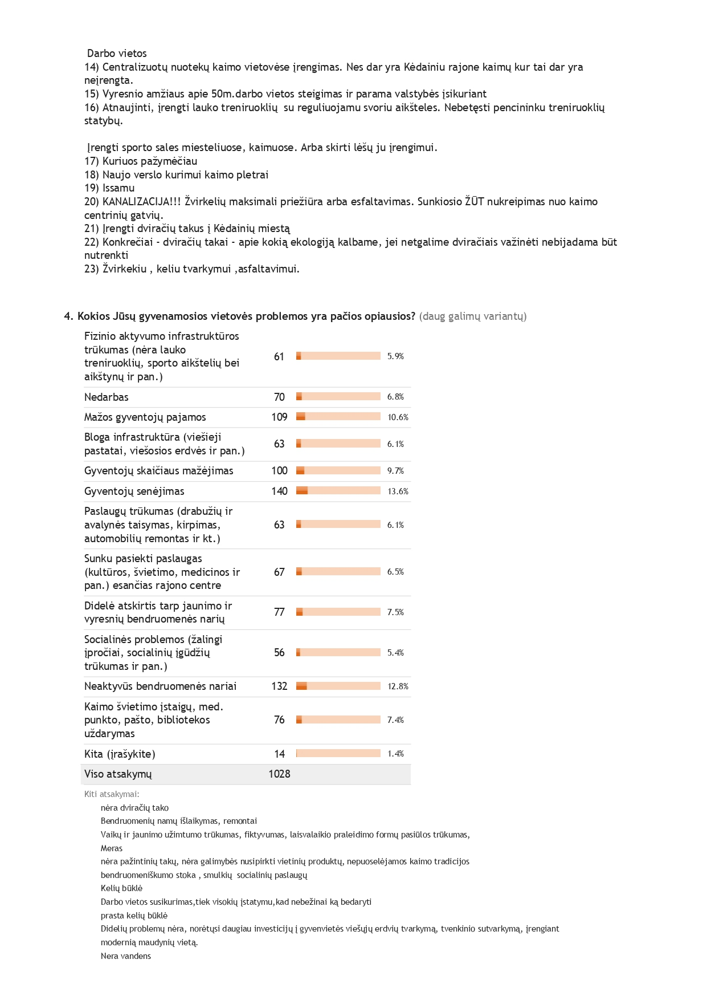 Darbo vietos
14) Centralizuotų nuotekų kaimo vietovėse įrengimas. Nes dar yra Kėdainiu rajone kaimų kur tai dar yra
neįrengta.
15) Vyresnio amžiaus apie 50m.darbo vietos steigimas ir parama valstybės įsikuriant
16) Atnaujinti, įrengti lauko treniruoklių  su reguliuojamu svoriu aikšteles. Nebetęsti pencininku treniruoklių
statybų.
Įrengti sporto sales miesteliuose, kaimuose. Arba skirti lėšų ju įrengimui.
17) Kuriuos pažymėčiau
18) Naujo verslo kurimui kaimo pletrai
19) Issamu
20) KANALIZACIJA!!! Žvirkelių maksimali priežiūra arba esfaltavimas. Sunkiosio ŽŪT nukreipimas nuo kaimo
centrinių gatvių.
21) Įrengti dviračių takus į Kėdainių miestą
22) Konkrečiai - dviračių takai - apie kokią ekologiją kalbame, jei netgalime dviračiais važinėti nebijadama būt
nutrenkti
23) Žvirkekiu , keliu tvarkymui ,asfaltavimui.
4. Kokios Jūsų gyvenamosios vietovės problemos yra pačios opiausios? (daug galimų variantų)
Fizinio aktyvumo infrastruktūros
trūkumas (nėra lauko
treniruoklių, sporto aikštelių bei
aikštynų ir pan.) 61 5.9%
Nedarbas 70 6.8%
Mažos gyventojų pajamos 109 10.6%
Bloga infrastruktūra (viešieji
pastatai, viešosios erdvės ir pan.) 63 6.1%
Gyventojų skaičiaus mažėjimas 100 9.7%
Gyventojų senėjimas 140 13.6%
Paslaugų trūkumas (drabužių ir
avalynės taisymas, kirpimas,
automobilių remontas ir kt.) 63 6.1%
Sunku pasiekti paslaugas
(kultūros, švietimo, medicinos ir
pan.) esančias rajono centre 67 6.5%
Didelė atskirtis tarp jaunimo ir
vyresnių bendruomenės narių 77 7.5%
Socialinės problemos (žalingi
įpročiai, socialinių įgūdžių
trūkumas ir pan.) 56 5.4%
Neaktyvūs bendruomenės nariai 132 12.8%
Kaimo švietimo įstaigų, med.
punkto, pašto, bibliotekos
uždarymas 76 7.4%
Kita (įrašykite) 14 1.4%
Viso atsakymų 1028
Kiti atsakymai:
nėra dviračių tako
Bendruomenių namų išlaikymas, remontai
Vaikų ir jaunimo užimtumo trūkumas, fiktyvumas, laisvalaikio praleidimo formų pasiūlos trūkumas,
Meras
nėra pažintinių takų, nėra galimybės nusipirkti vietinių produktų, nepuoselėjamos kaimo tradicijos
bendruomeniškumo stoka , smulkių  socialinių paslaugų
Kelių būklė
Darbo vietos susikurimas,tiek visokių įstatymu,kad nebežinai ką bedaryti
prasta kelių būklė
Didelių problemų nėra, norėtųsi daugiau investicijų į gyvenvietės viešųjų erdvių tvarkymą, tvenkinio sutvarkymą, įrengiant
modernią maudynių vietą.
Nera vandens